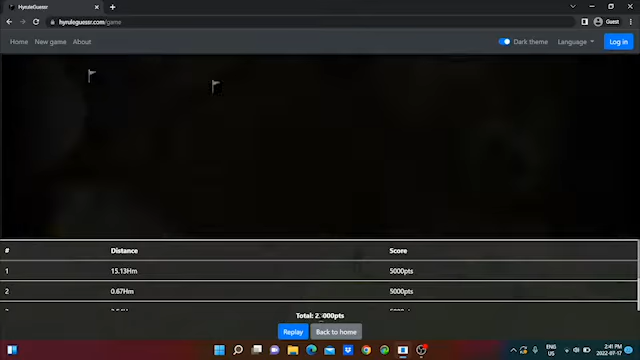 HyruleGuessr
hyruleguessr.com/game
Guest
Home New game About
Dark theme Language Log in
# Distance Score
1 15.13Hm 5000pts
2 0.67Hm 5000pts
Replay Back to home
ENG
US
2:41 PM
2022-07-17